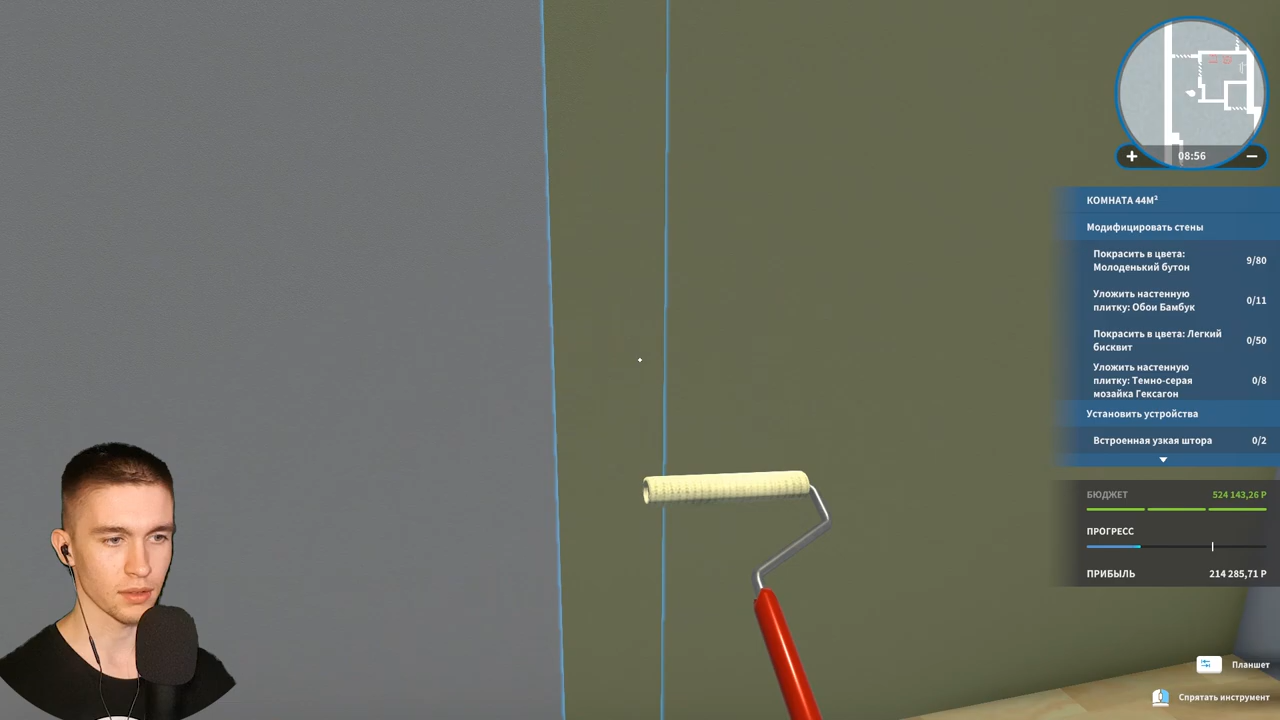 + 08:56 −
КОМНАТА 44М²
Модифицировать стены
Покрасить в цвета:
Молоденький бутон 9/80
Уложить настенную
плитку: Обои Бамбук 0/11
Покрасить в цвета: Легкий
бисквит 0/50
Уложить настенную
плитку: Темно-серая
мозайка Гексагон 0/8
Установить устройства
Встроенная узкая штора 0/2
БЮДЖЕТ 524 143,26 Р
ПРОГРЕСС
ПРИБЫЛЬ 214 285,71 Р
Планшет
Спрятать инструмент